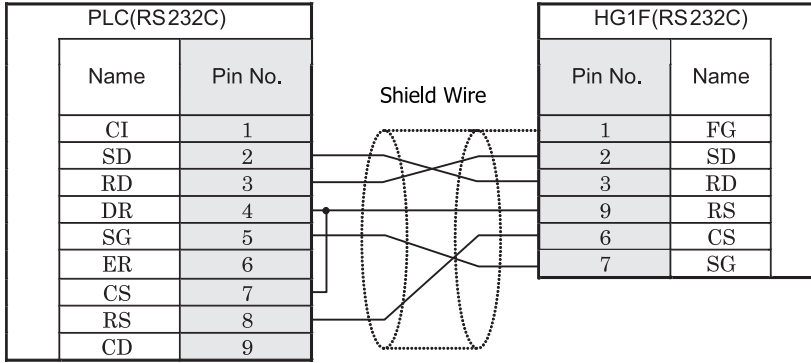 PLC(RS232C) HG1F(RS232C)
Name Pin No. Pin No. Name
Shield Wire
CI 1 1 FG
SD 2 2 SD
RD 3 3 RD
DR 4 9 RS
SG 5 6 CS
ER 6 7 SG
CS 7
RS 8
CD 9